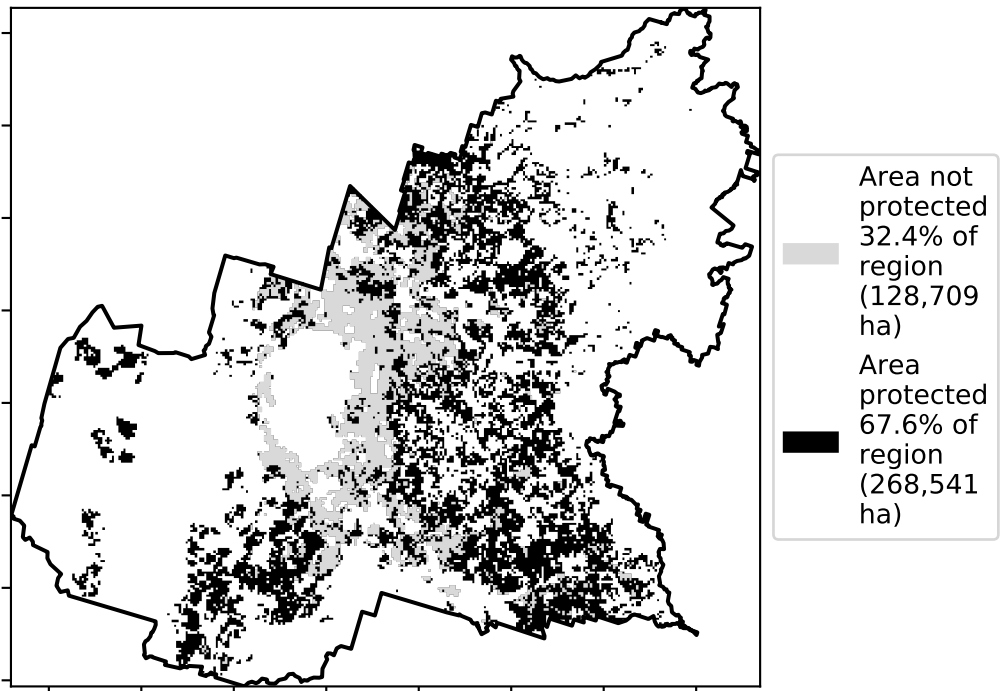 Area not
protected
32.4% of
region
(128,709
ha)
Area
protected
67.6% of
region
(268,541
ha)